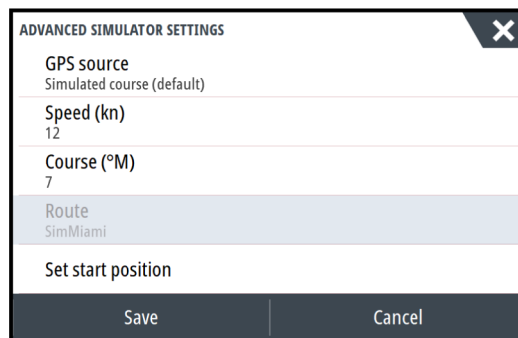 ADVANCED SIMULATOR SETTINGS
GPS source
Simulated course (default)
Speed (kn)
12
Course (°M)
7
Route
SimMiami
Set start position
Save Cancel